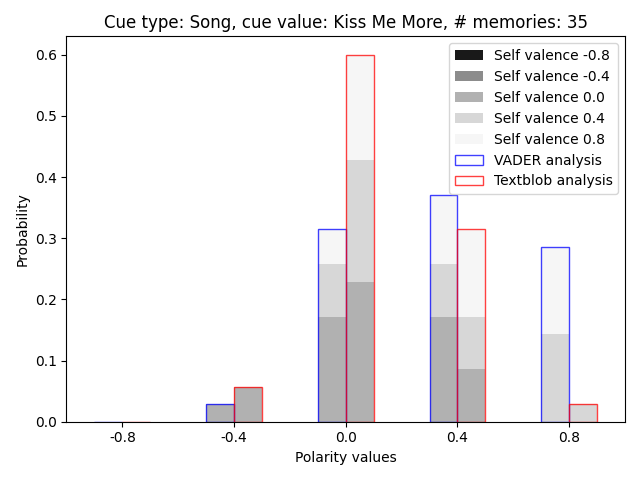 Cue type: Song, cue value: Kiss Me More, # memories: 35
Self valence -0.8
Self valence -0.4
Self valence 0.0
Self valence 0.4
Self valence 0.8
VADER analysis
Textblob analysis
Probability
0.6
0.5
0.4
0.3
0.2
0.1
0.0
-0.8 -0.4 0.0 0.4 0.8
Polarity values